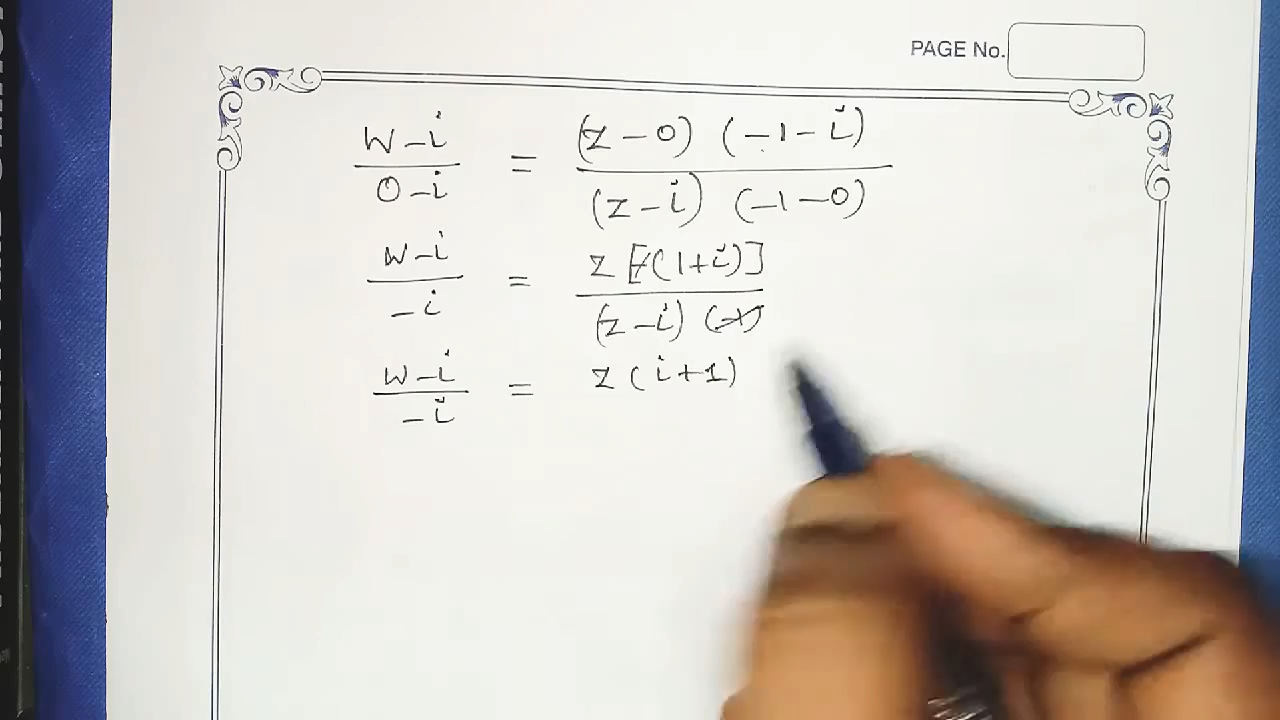 PAGE No.
(w-i)/(0-i) = (z-0) (-1-i) / (z-i) (-1-0)
(w-i)/(-i) = z [-(1+i)] / (z-i) (-1)
(w-i)/(-i) = z(i+1)